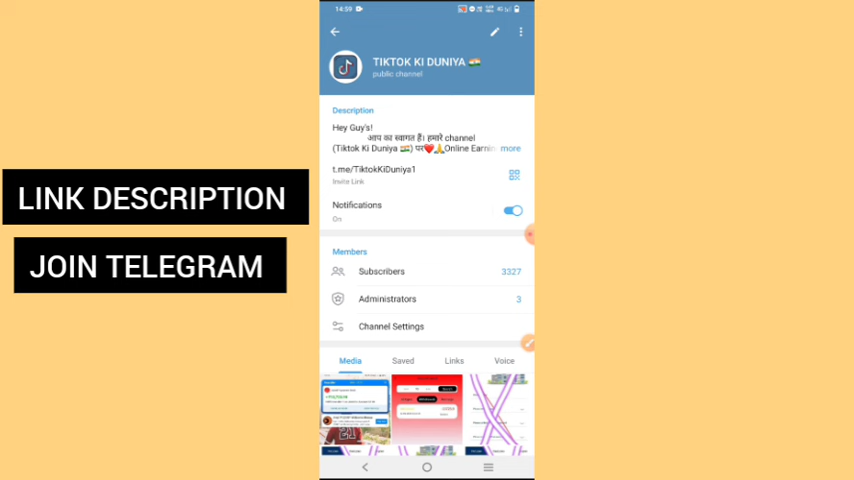 14:59
TIKTOK KI DUNIYA 🇮🇳
public channel
Description
Hey Guy's!
आप का स्वागत हैं। हमारे channel
(Tiktok Ki Duniya 🇮🇳) पर❤️🙏Online Earnin more
t.me/TiktokKiDuniya1
Invite Link
Notifications
On
LINK DESCRIPTION
JOIN TELEGRAM
Members
Subscribers 3327
Administrators 3
Channel Settings
Media Saved Links Voice
21